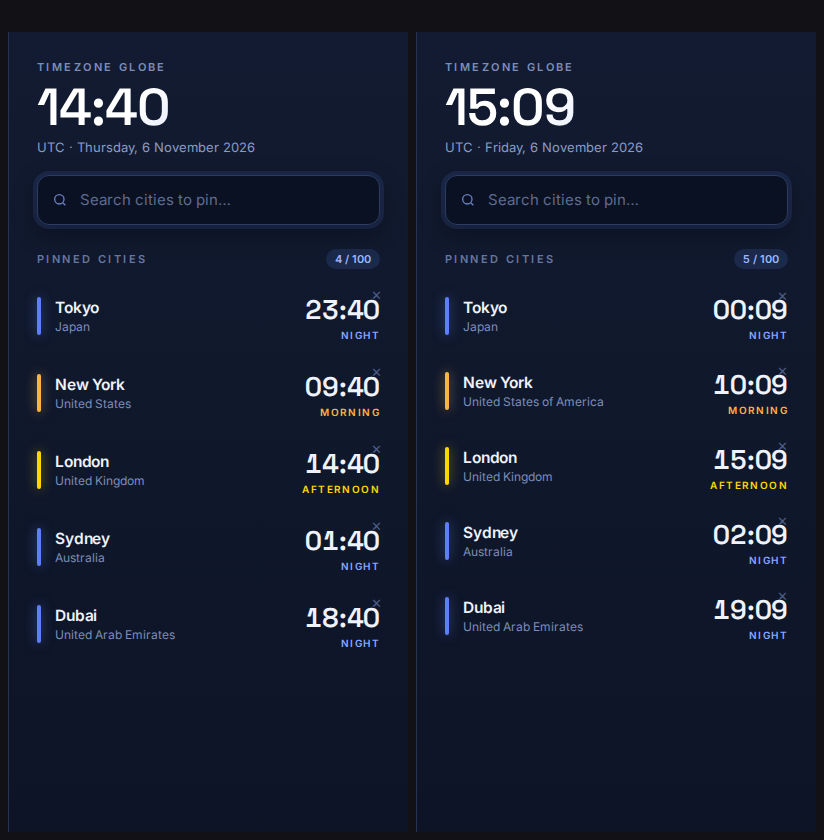 TIMEZONE GLOBE
14:40
UTC · Thursday, 6 November 2026
Search cities to pin...
PINNED CITIES
4 / 100
Tokyo
Japan
23:40
NIGHT
New York
United States
09:40
MORNING
London
United Kingdom
14:40
AFTERNOON
Sydney
Australia
01:40
NIGHT
Dubai
United Arab Emirates
18:40
NIGHT
TIMEZONE GLOBE
15:09
UTC · Friday, 6 November 2026
Search cities to pin...
PINNED CITIES
5 / 100
Tokyo
Japan
00:09
NIGHT
New York
United States of America
10:09
MORNING
London
United Kingdom
15:09
AFTERNOON
Sydney
Australia
02:09
NIGHT
Dubai
United Arab Emirates
19:09
NIGHT